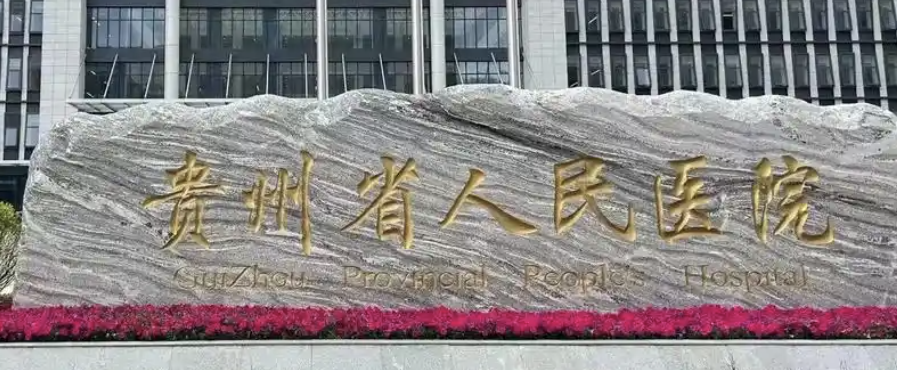 贵州省人民医院
GuiZhou Provincial People's Hospital